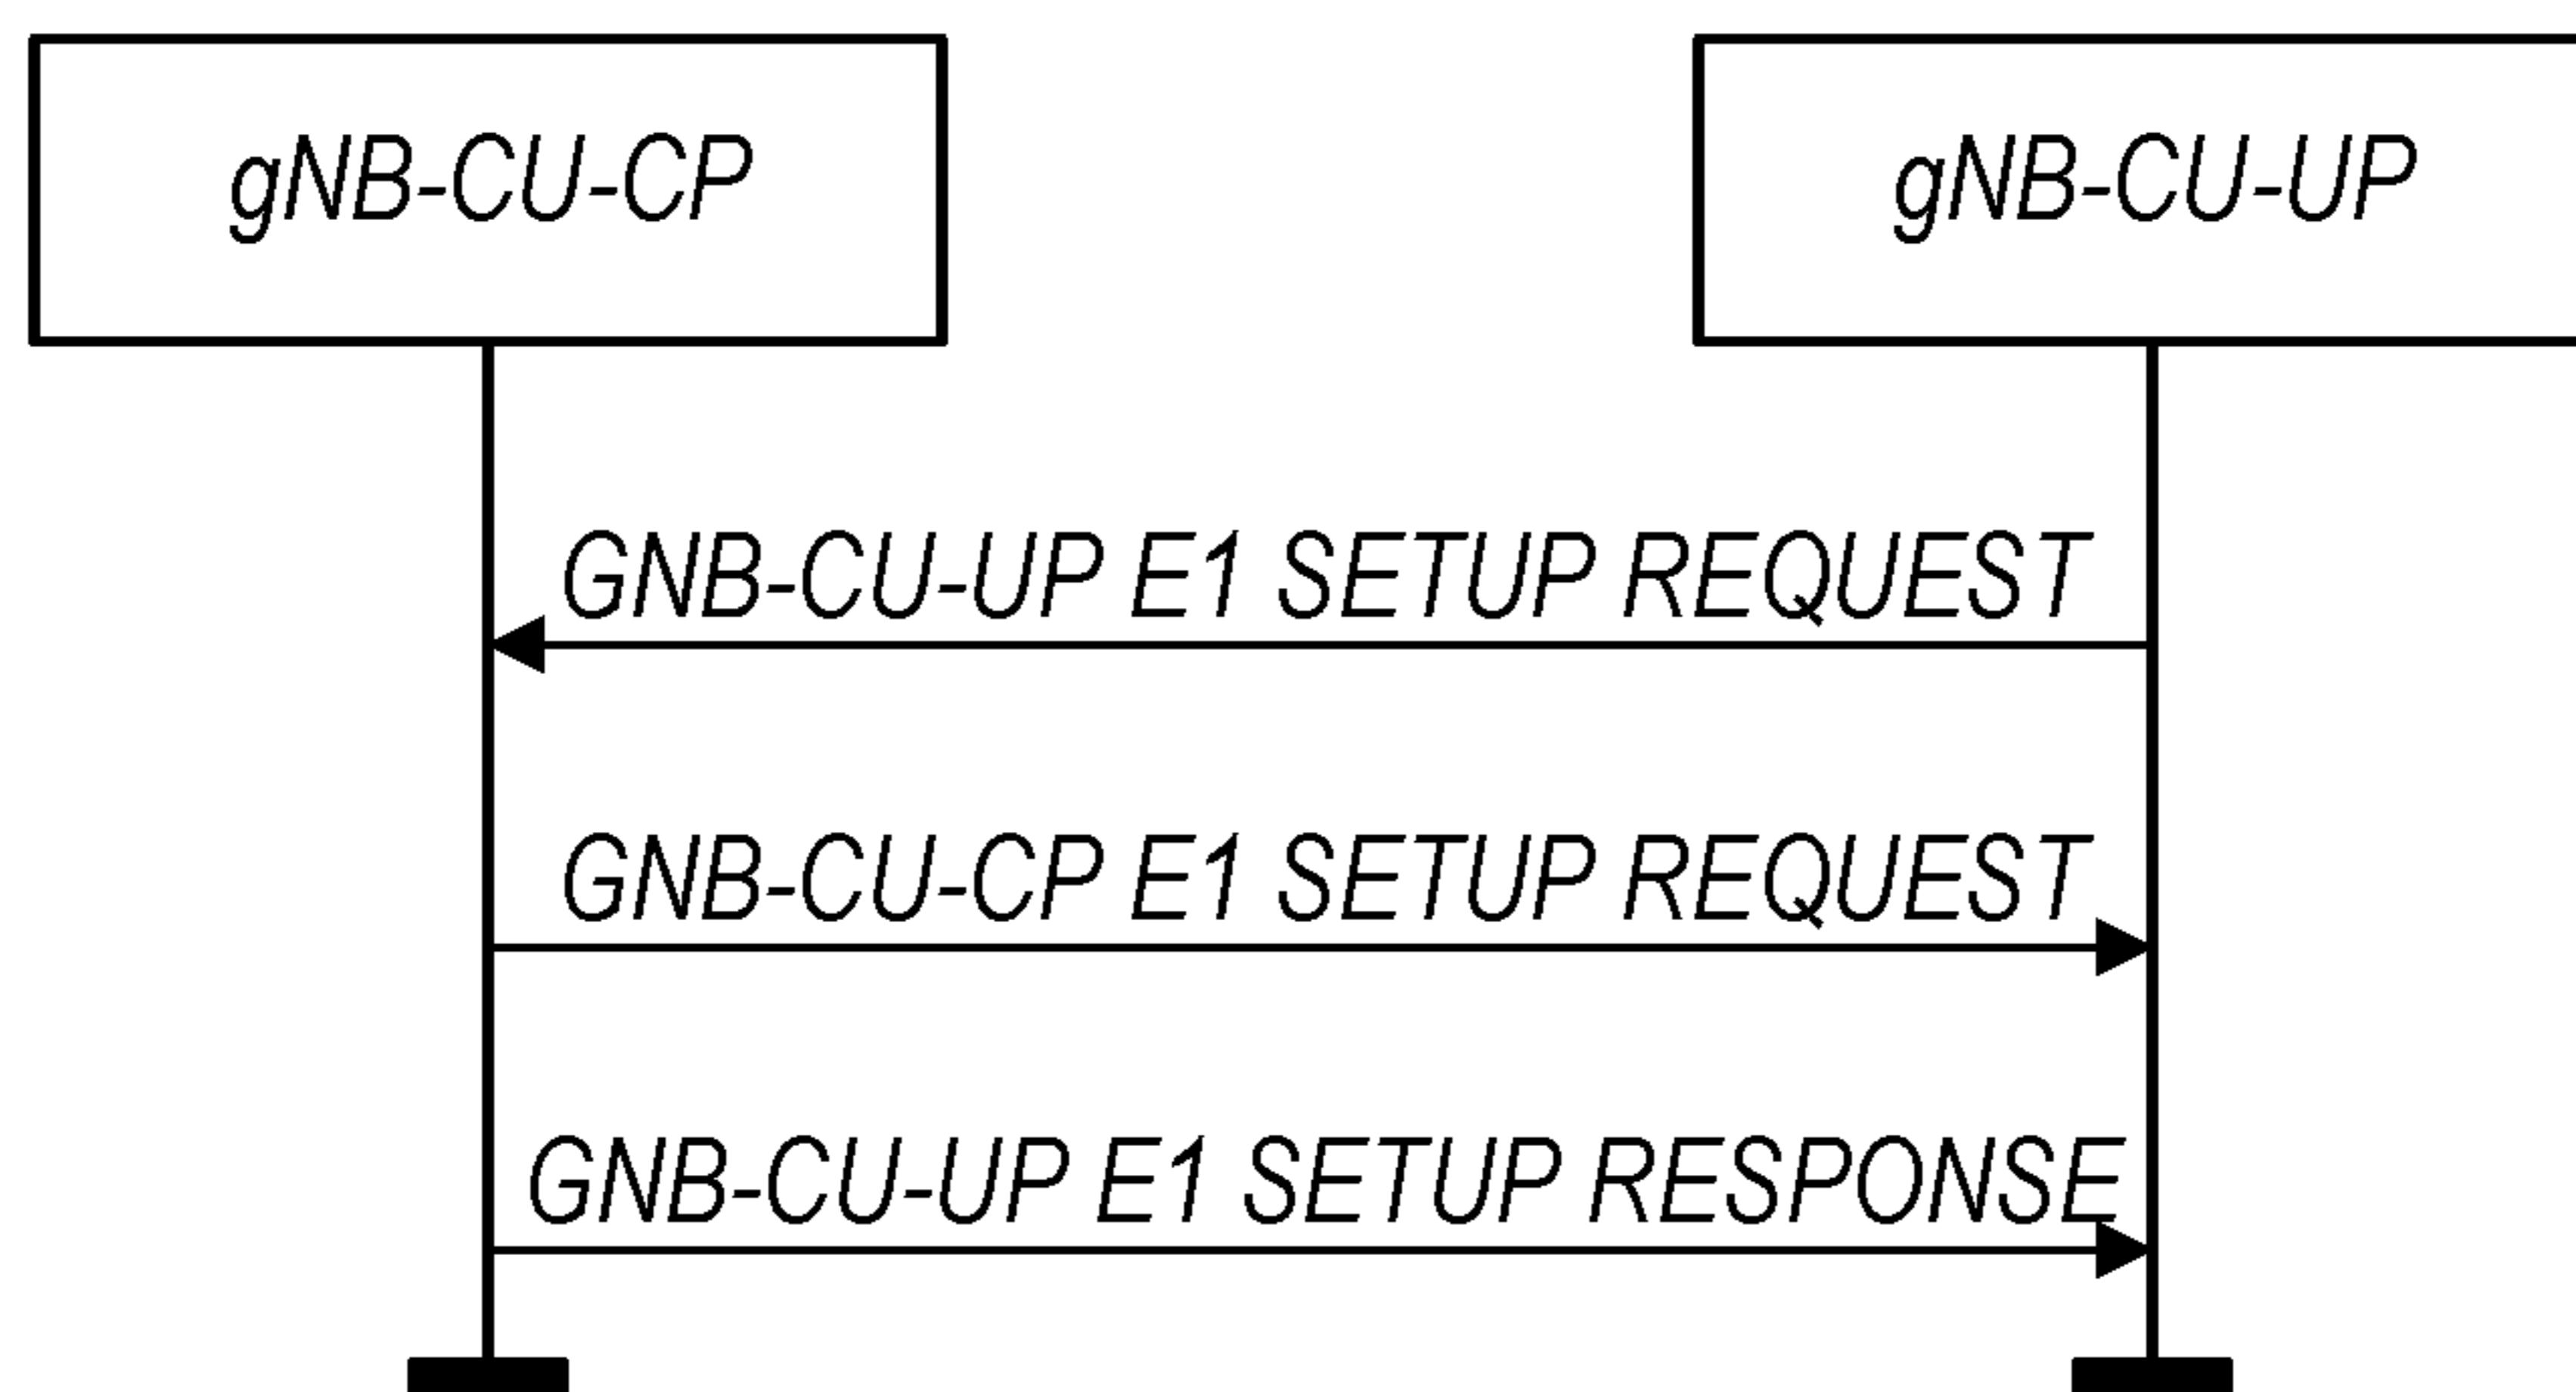 gNB-CU-CP
gNB-CU-UP
GNB-CU-UP E1 SETUP REQUEST
GNB-CU-CP E1 SETUP REQUEST
GNB-CU-UP E1 SETUP RESPONSE